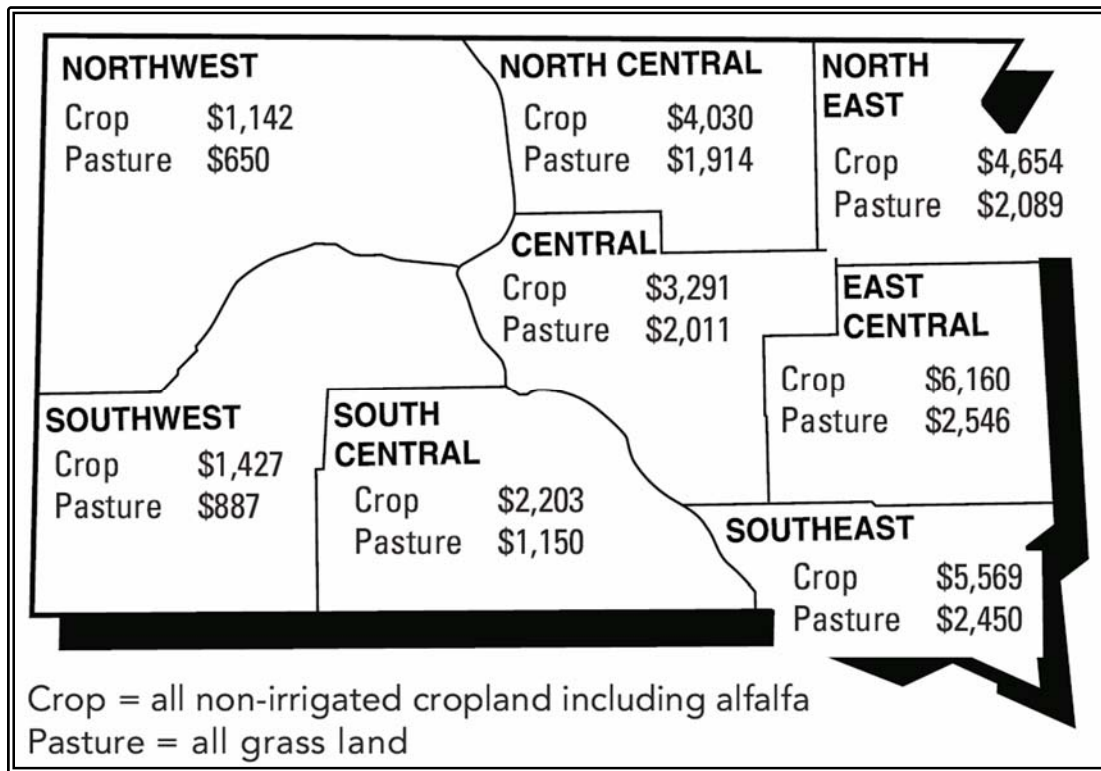 NORTHWEST
Crop $1,142
Pasture $650
NORTH CENTRAL
Crop $4,030
Pasture $1,914
NORTH
EAST
Crop $4,654
Pasture $2,089
CENTRAL
Crop $3,291
Pasture $2,011
EAST
CENTRAL
Crop $6,160
Pasture $2,546
SOUTHWEST
Crop $1,427
Pasture $887
SOUTH
CENTRAL
Crop $2,203
Pasture $1,150
SOUTHEAST
Crop $5,569
Pasture $2,450
Crop = all non-irrigated cropland including alfalfa
Pasture = all grass land